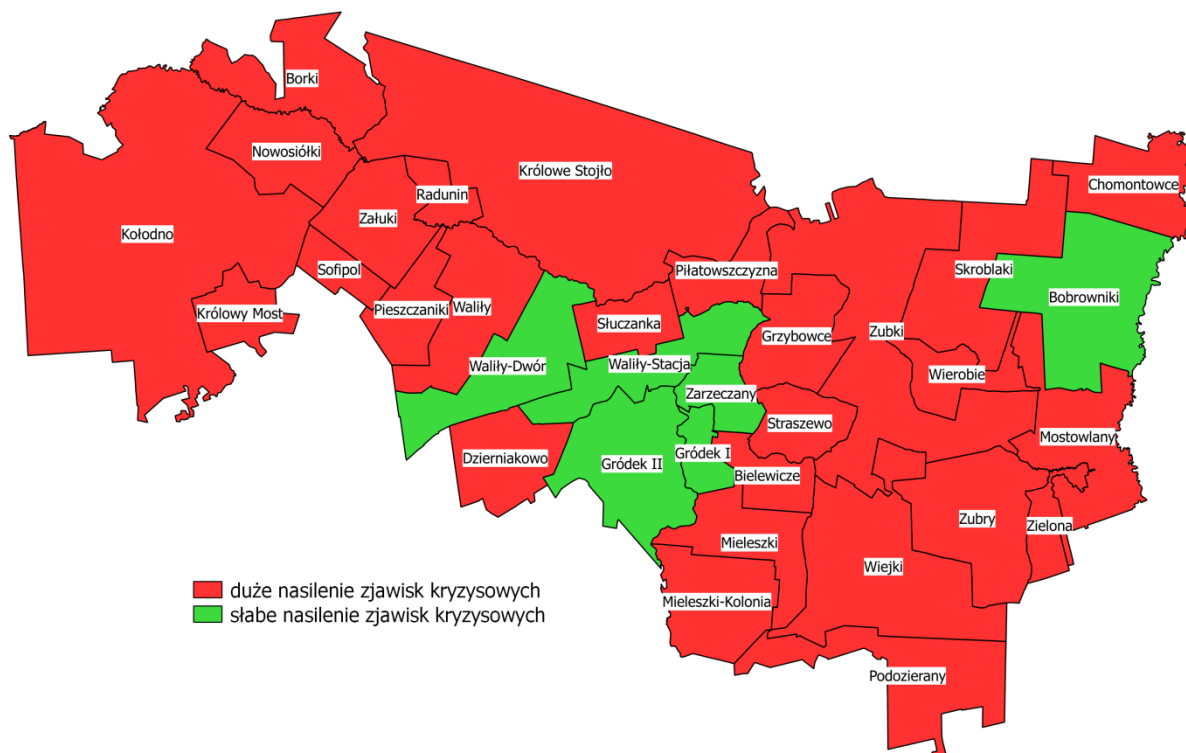 Borki
Nowosiółki
Królowe Stojło
Chomontowce
Radunin
Załuki
Kołodno
Sofipol
Piłatowszczyzna
Skroblaki
Bobrowniki
Królowy Most
Pieszczaniki
Waliły
Słuczanka
Grzybowce
Zubki
Waliły-Dwór
Waliły-Stacja
Wierobie
Zarzeczany
Straszewo
Mostowlany
Dzierniakowo
Gródek II
Gródek I
Bielewicze
Zubry
Zielona
Mieleszki
Wiejki
Mieleszki-Kolonia
Podozierany
duże nasilenie zjawisk kryzysowych
słabe nasilenie zjawisk kryzysowych